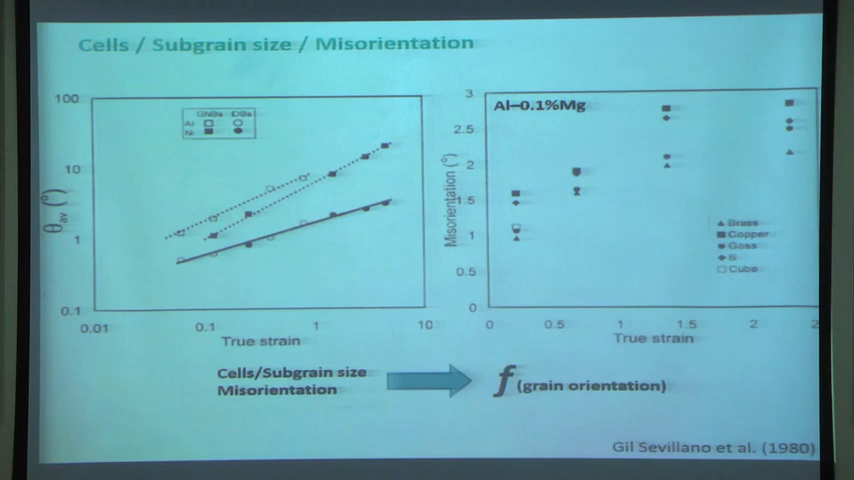 Cells / Subgrain size / Misorientation
100
10
1
0.1
θav (°)
GNBs IDBs
Al
Ni
0.01
0.1
1
10
True strain
Al–0.1%Mg
3
2.5
2
1.5
1
0.5
0
Misorientation (°)
Brass
Copper
Goss
S
Cube
0
0.5
1
1.5
2
2
True strain
Cells/Subgrain size
Misorientation
f (grain orientation)
Gil Sevillano et al. (1980)